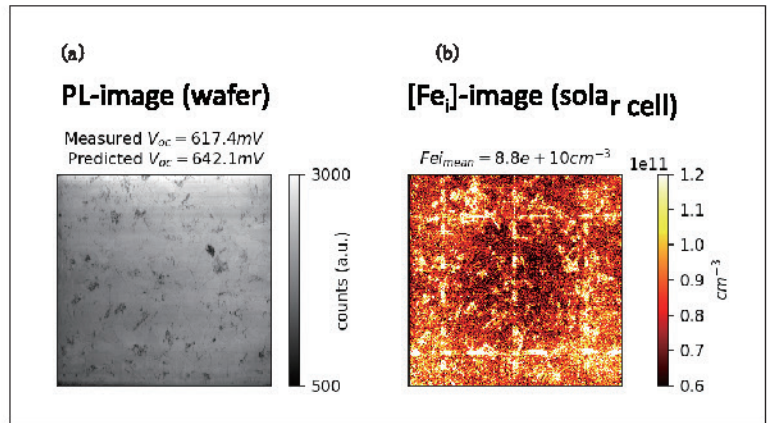 (a)
PL-image (wafer)
Measured Voc = 617.4mV
Predicted Voc = 642.1mV
3000
counts (a.u.)
500
(b)
[Fei]-image (solar cell)
Feimean = 8.8e + 10cm−3
1e11
1.2
1.1
1.0
0.9
0.8
0.7
0.6
cm−3